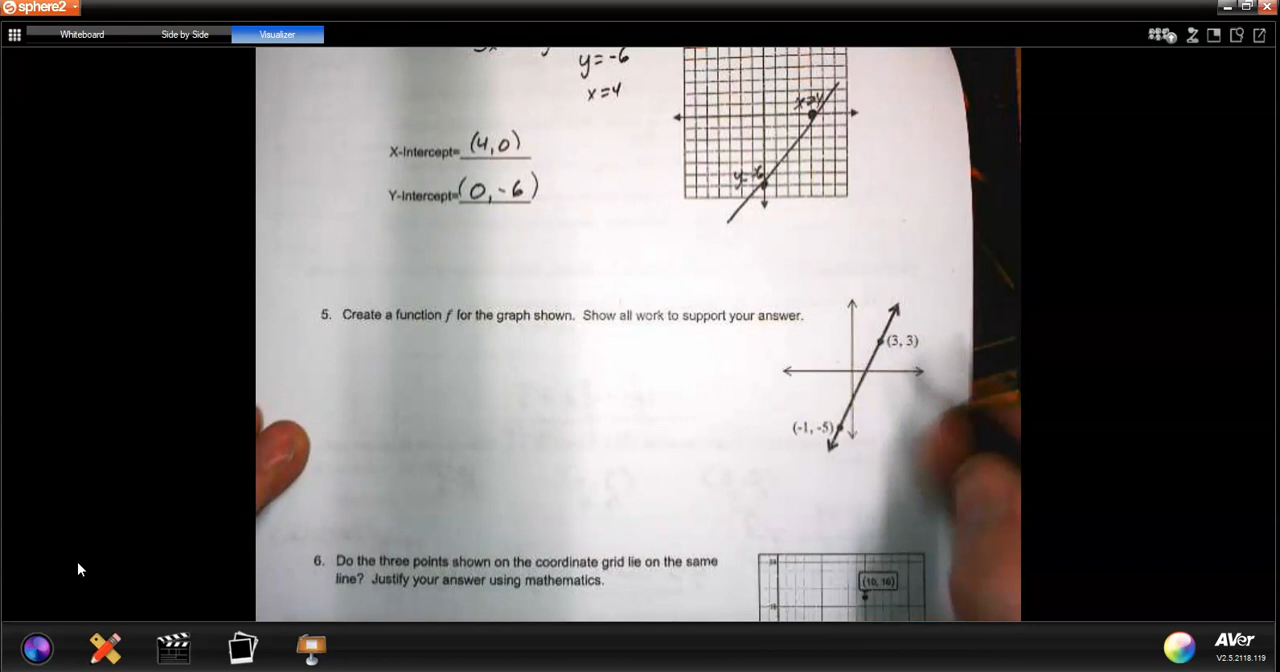 sphere2
Whiteboard
Side by Side
Visualizer
y=-6
x=4
X-Intercept= (4,0)
Y-Intercept= (0,-6)
x=4
y=-6
5. Create a function f for the graph shown. Show all work to support your answer.
(3, 3)
(-1, -5)
6. Do the three points shown on the coordinate grid lie on the same
line? Justify your answer using mathematics.
(10, 16)
AVer
V2.5.2118.119